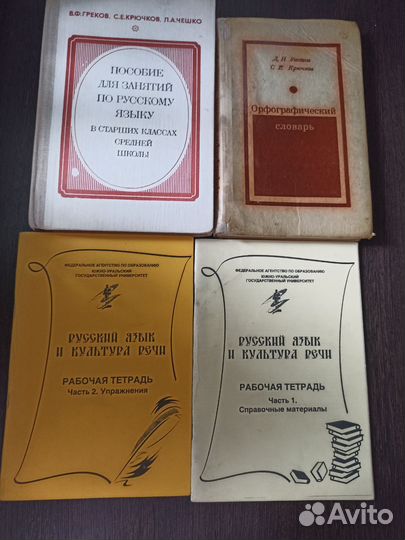 В.Ф.ГРЕКОВ, С.Е.КРЮЧКОВ, Л.А.ЧЕШКО
ПОСОБИЕ
ДЛЯ ЗАНЯТИЙ
ПО РУССКОМУ
ЯЗЫКУ
В СТАРШИХ КЛАССАХ
СРЕДНЕЙ
ШКОЛЫ
Д. Н. Ушаков
С. Е. Крючков
Орфографический
словарь
ФЕДЕРАЛЬНОЕ АГЕНТСТВО ПО ОБРАЗОВАНИЮ
ЮЖНО-УРАЛЬСКИЙ
ГОСУДАРСТВЕННЫЙ УНИВЕРСИТЕТ
РУССКИЙ ЯЗЫК
И КУЛЬТУРА РЕЧИ
РАБОЧАЯ ТЕТРАДЬ
Часть 2. Упражнения
ФЕДЕРАЛЬНОЕ АГЕНТСТВО ПО ОБРАЗОВАНИЮ
ЮЖНО-УРАЛЬСКИЙ
ГОСУДАРСТВЕННЫЙ УНИВЕРСИТЕТ
РУССКИЙ ЯЗЫК
И КУЛЬТУРА РЕЧИ
РАБОЧАЯ ТЕТРАДЬ
Часть 1.
Справочные материалы
Avito